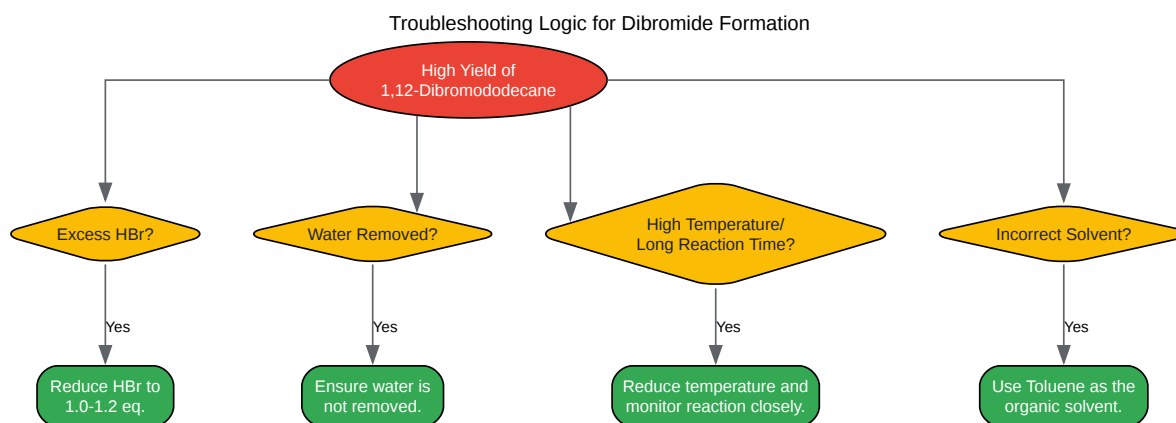 Troubleshooting Logic for Dibromide Formation
High Yield of
1,12-Dibromododecane
Excess HBr?
Water Removed?
High Temperature/
Long Reaction Time?
Incorrect Solvent?
Yes
Yes
Yes
Yes
Reduce HBr to
1.0-1.2 eq.
Ensure water is
not removed.
Reduce temperature and
monitor reaction closely.
Use Toluene as the
organic solvent.